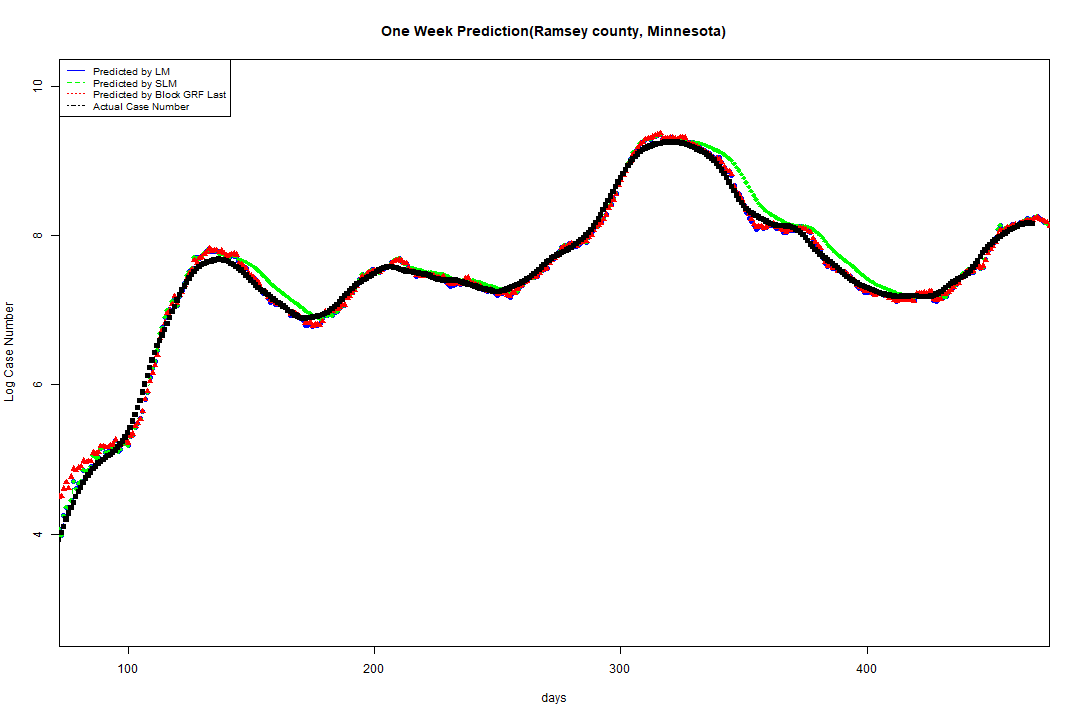 One Week Prediction(Ramsey county, Minnesota)
Predicted by LM
Predicted by SLM
Predicted by Block GRF Last
Actual Case Number
10
8
6
4
Log Case Number
100 200 300 400
days